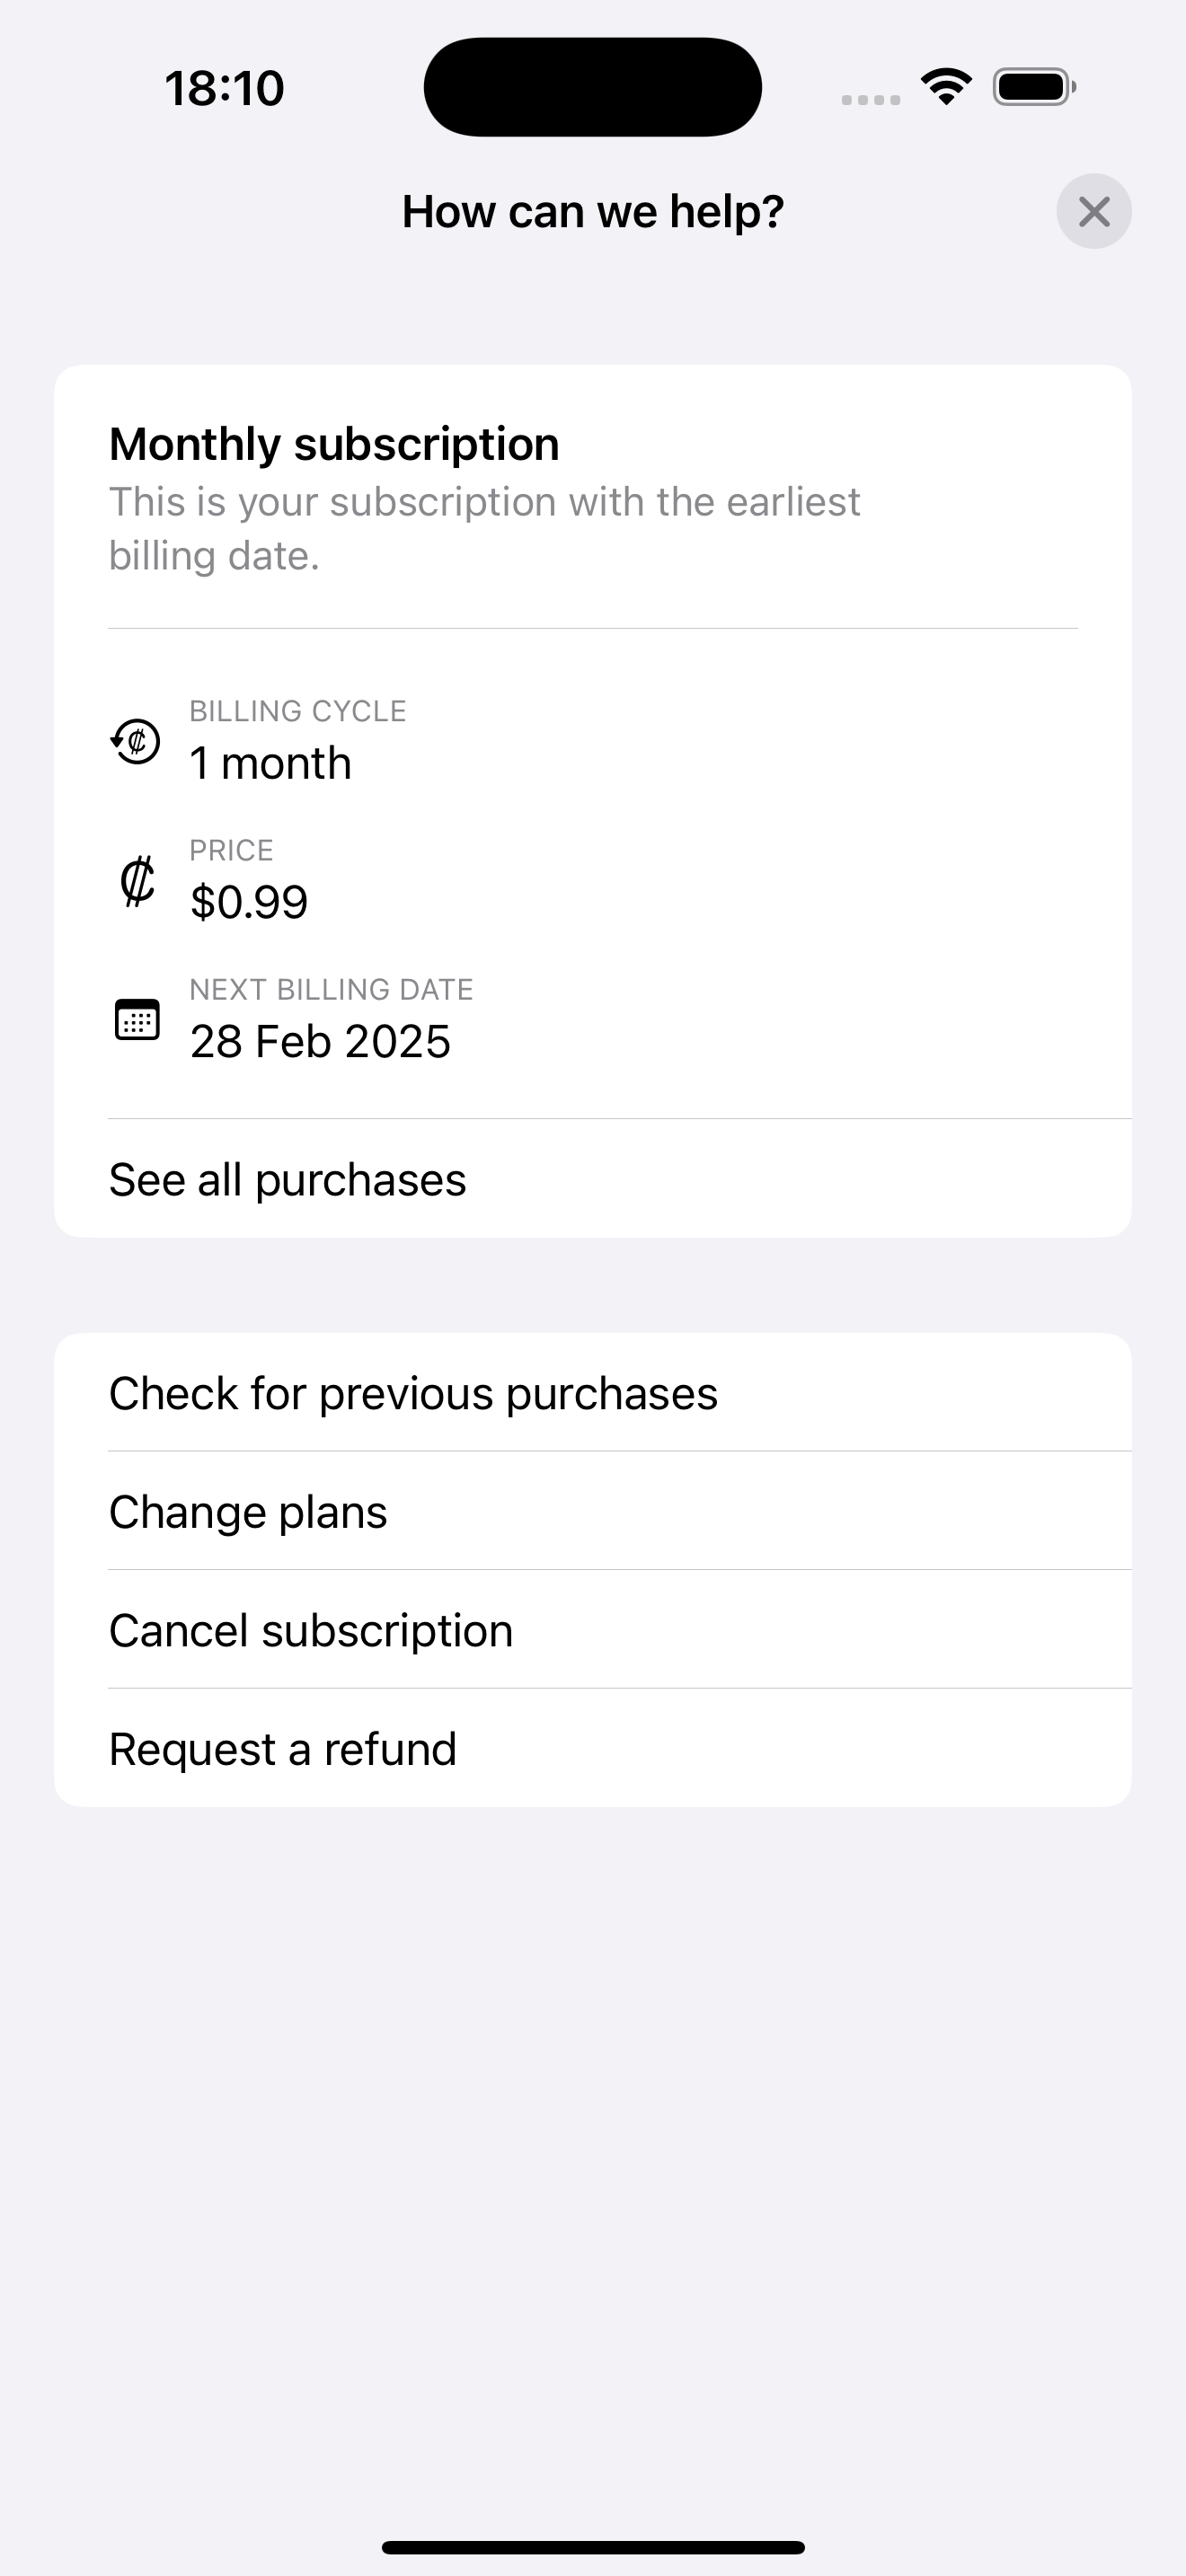 18:10
How can we help?
Monthly subscription
This is your subscription with the earliest
billing date.
BILLING CYCLE
1 month
PRICE
$0.99
NEXT BILLING DATE
28 Feb 2025
See all purchases
Check for previous purchases
Change plans
Cancel subscription
Request a refund